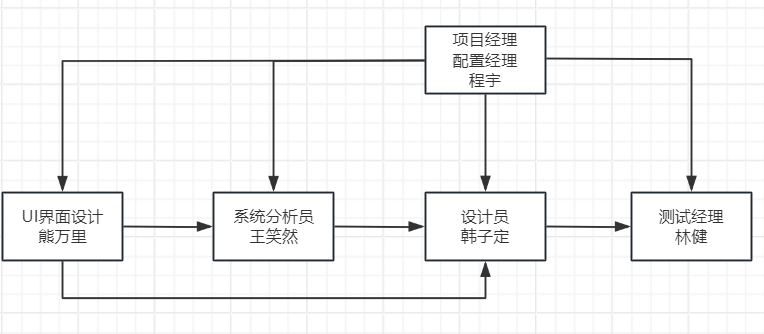 项目经理
配置经理
程宇
UI界面设计
熊万里
系统分析员
王笑然
设计员
韩子定
测试经理
林健